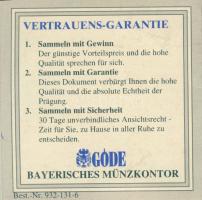 VERTRAUENS-GARANTIE
1. Sammeln mit Gewinn
Der günstige Vorteilspreis und die hohe
Qualität sprechen für sich.
2. Sammeln mit Garantie
Dieses Dokument verbürgt Ihnen die hohe
Qualität und die absolute Echtheit der
Prägung.
3. Sammeln mit Sicherheit
30 Tage unverbindliches Ansichtsrecht -
Zeit für Sie, zu Hause in aller Ruhe zu
entscheiden.
GÖDE
BAYERISCHES MÜNZKONTOR
Best.-Nr. 932-131-6